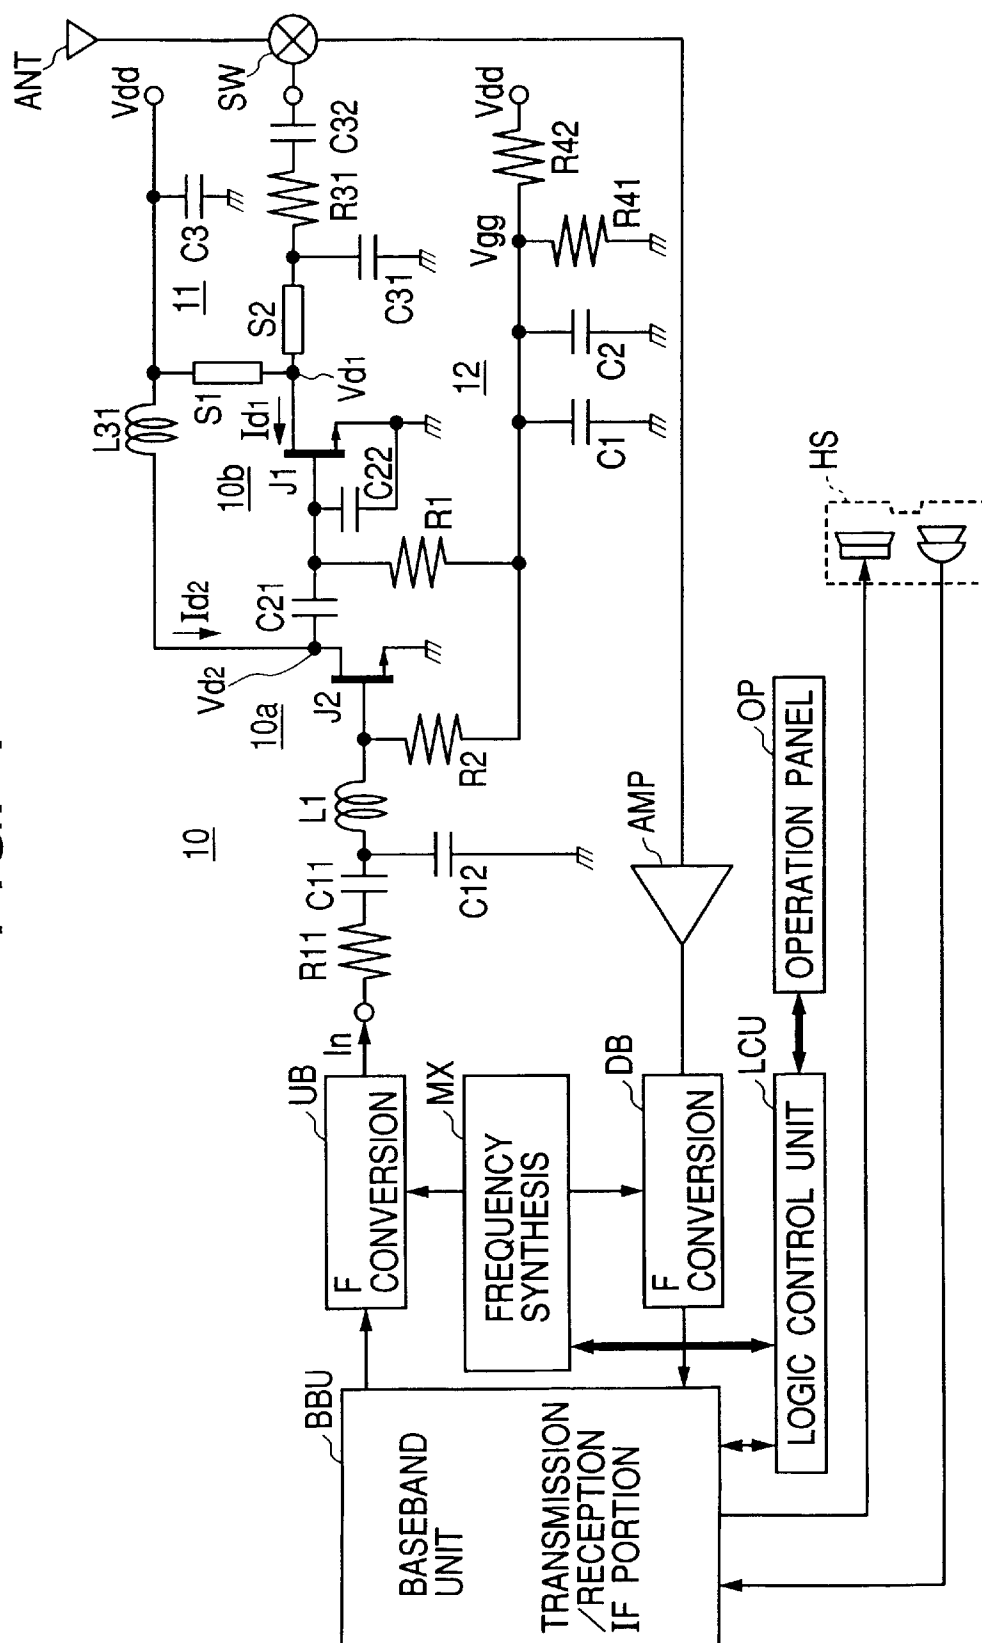 ANT
Vdd
SW
C3
11
C32
R31
S2
C31
S1
L31
Id1
Vd1
10b
J1
C22
Vdd
R42
Vgg
R41
12
C2
C1
R1
C21
Id2
Vd2
10a
J2
R2
10
L1
C11
C12
R11
In
AMP
HS
OP
OPERATION PANEL
UB
F
CONVERSION
MX
FREQUENCY
SYNTHESIS
DB
F
CONVERSION
LCU
LOGIC CONTROL UNIT
BBU
BASEBAND
UNIT
TRANSMISSION
/RECEPTION
IF PORTION